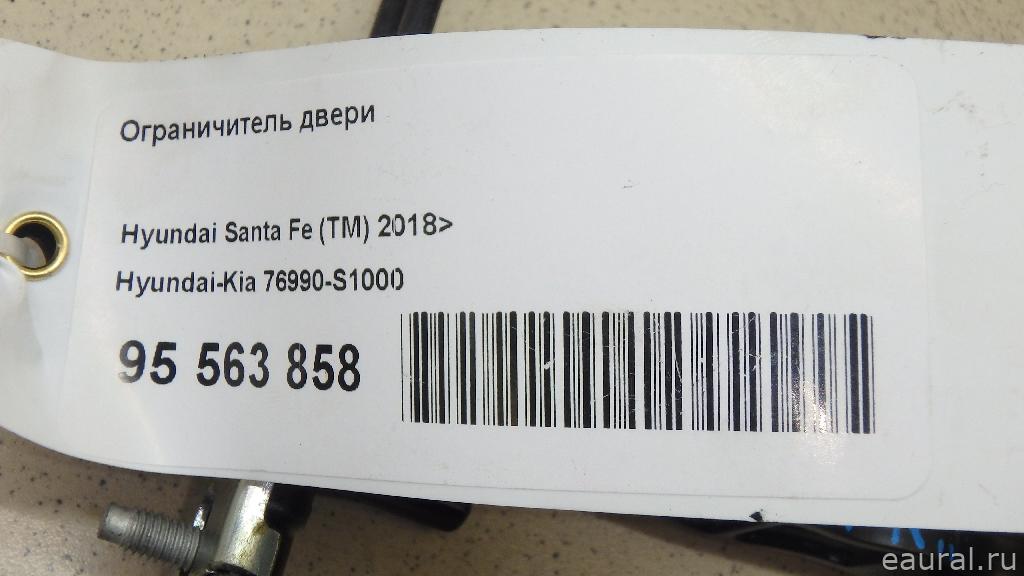 Ограничитель двери
Hyundai Santa Fe (TM) 2018>
Hyundai-Kia 76990-S1000
95 563 858
eaural.ru